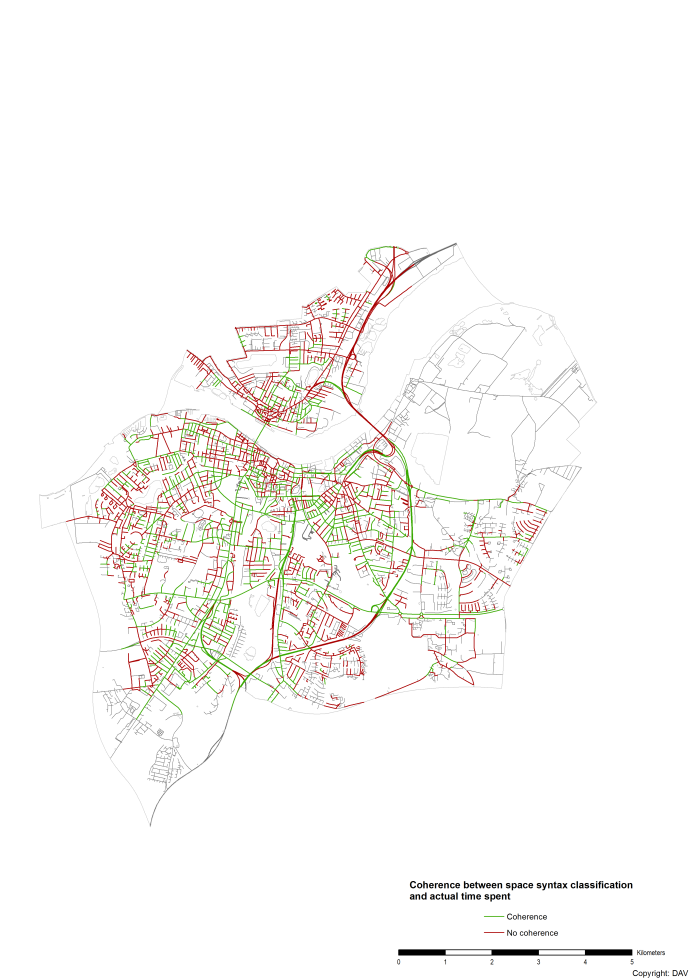 Coherence between space syntax classification
and actual time spent
Coherence
No coherence
Kilometers
0 1 2 3 4 5
Copyright: DAV